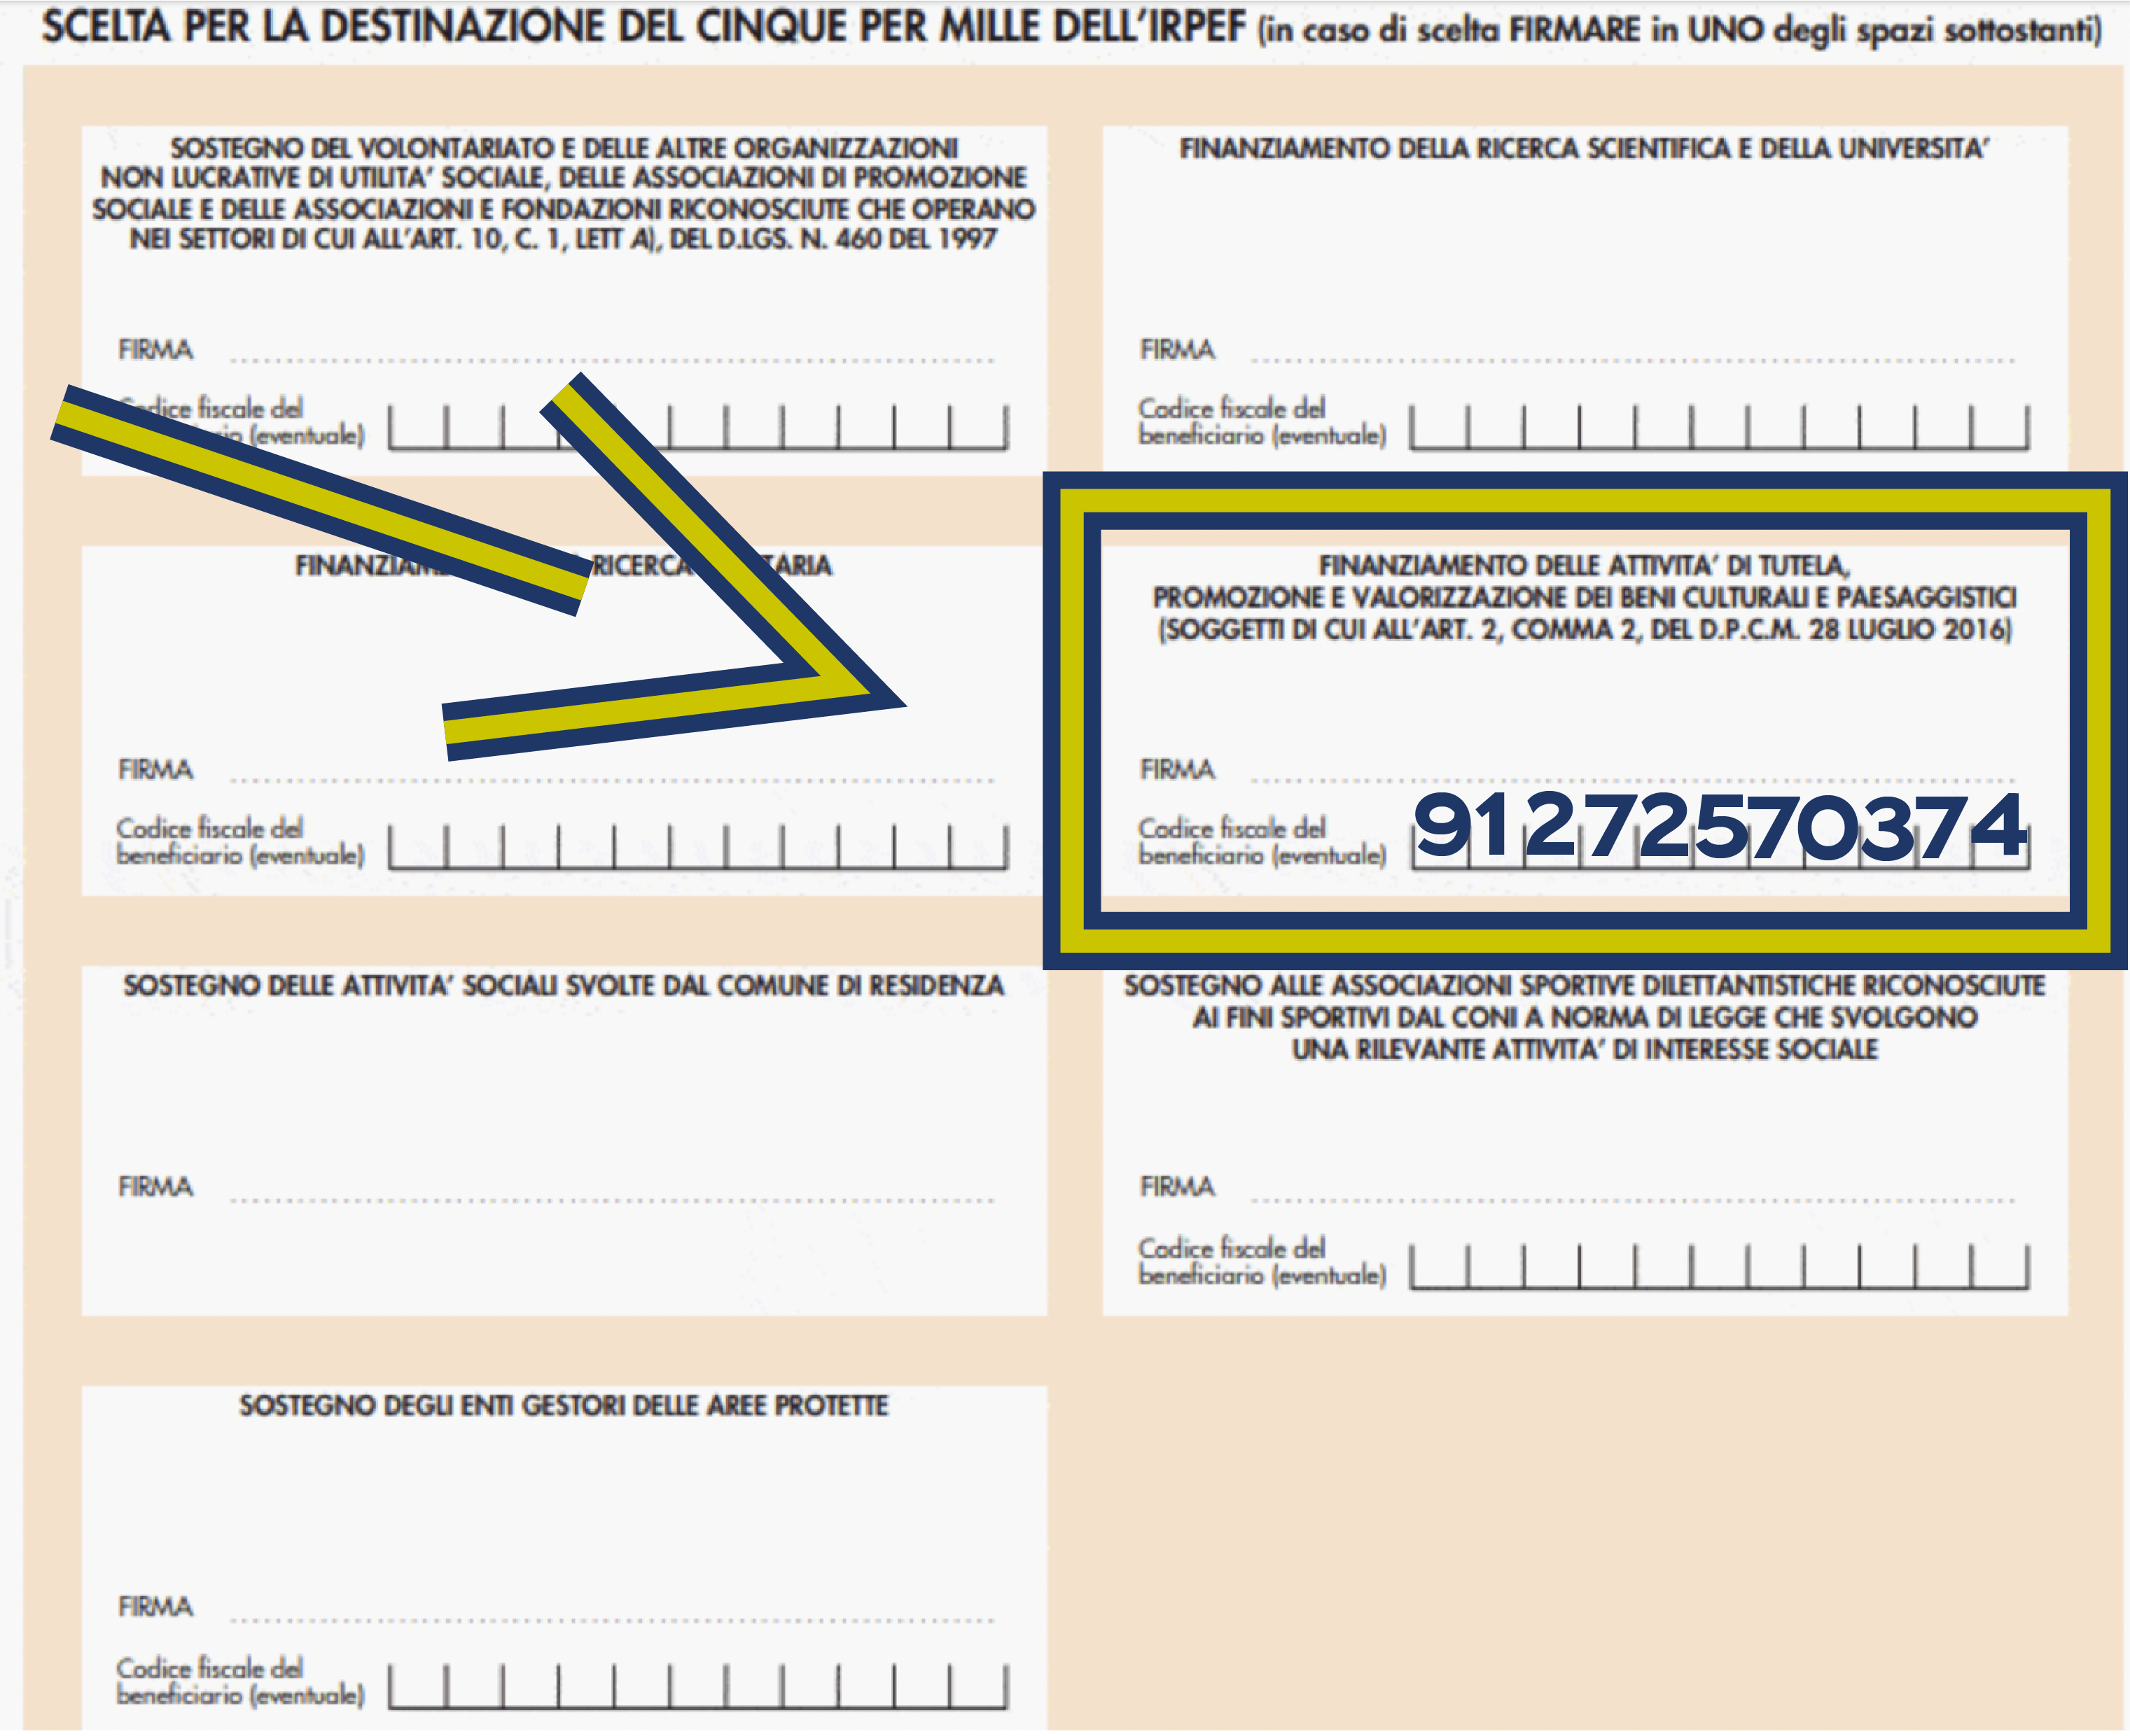 SCELTA PER LA DESTINAZIONE DEL CINQUE PER MILLE DELL'IRPEF (in caso di scelta FIRMARE in UNO degli spazi sottostanti)
SOSTEGNO DEL VOLONTARIATO E DELLE ALTRE ORGANIZZAZIONI
NON LUCRATIVE DI UTILITA' SOCIALE, DELLE ASSOCIAZIONI DI PROMOZIONE
SOCIALE E DELLE ASSOCIAZIONI E FONDAZIONI RICONOSCIUTE CHE OPERANO
NEI SETTORI DI CUI ALL'ART. 10, C. 1, LETT A), DEL D.LGS. N. 460 DEL 1997
FIRMA
fiscale del
(eventuale)
FINANZIAMENTO DELLA RICERCA SCIENTIFICA E DELLA UNIVERSITA'
FIRMA
Codice fiscale del
beneficiario (eventuale)
RICERCA
FIRMA
Codice fiscale del
beneficiario (eventuale)
FINANZIAMENTO DELLE ATTIVITA' DI TUTELA,
PROMOZIONE E VALORIZZAZIONE DEI BENI CULTURALI E PAESAGGISTICI
(SOGGETTI DI CUI ALL'ART. 2, COMMA 2, DEL D.P.C.M. 28 LUGLIO 2016)
FIRMA
Codice fiscale del
beneficiario (eventuale)
91272570374
SOSTEGNO DELLE ATTIVITA' SOCIALI SVOLTE DAL COMUNE DI RESIDENZA
FIRMA
SOSTEGNO ALLE ASSOCIAZIONI SPORTIVE DILETTANTISTICHE RICONOSCIUTE
AI FINI SPORTIVI DAL CONI A NORMA DI LEGGE CHE SVOLGONO
UNA RILEVANTE ATTIVITA' DI INTERESSE SOCIALE
FIRMA
Codice fiscale del
beneficiario (eventuale)
SOSTEGNO DEGLI ENTI GESTORI DELLE AREE PROTETTE
FIRMA
Codice fiscale del
beneficiario (eventuale)